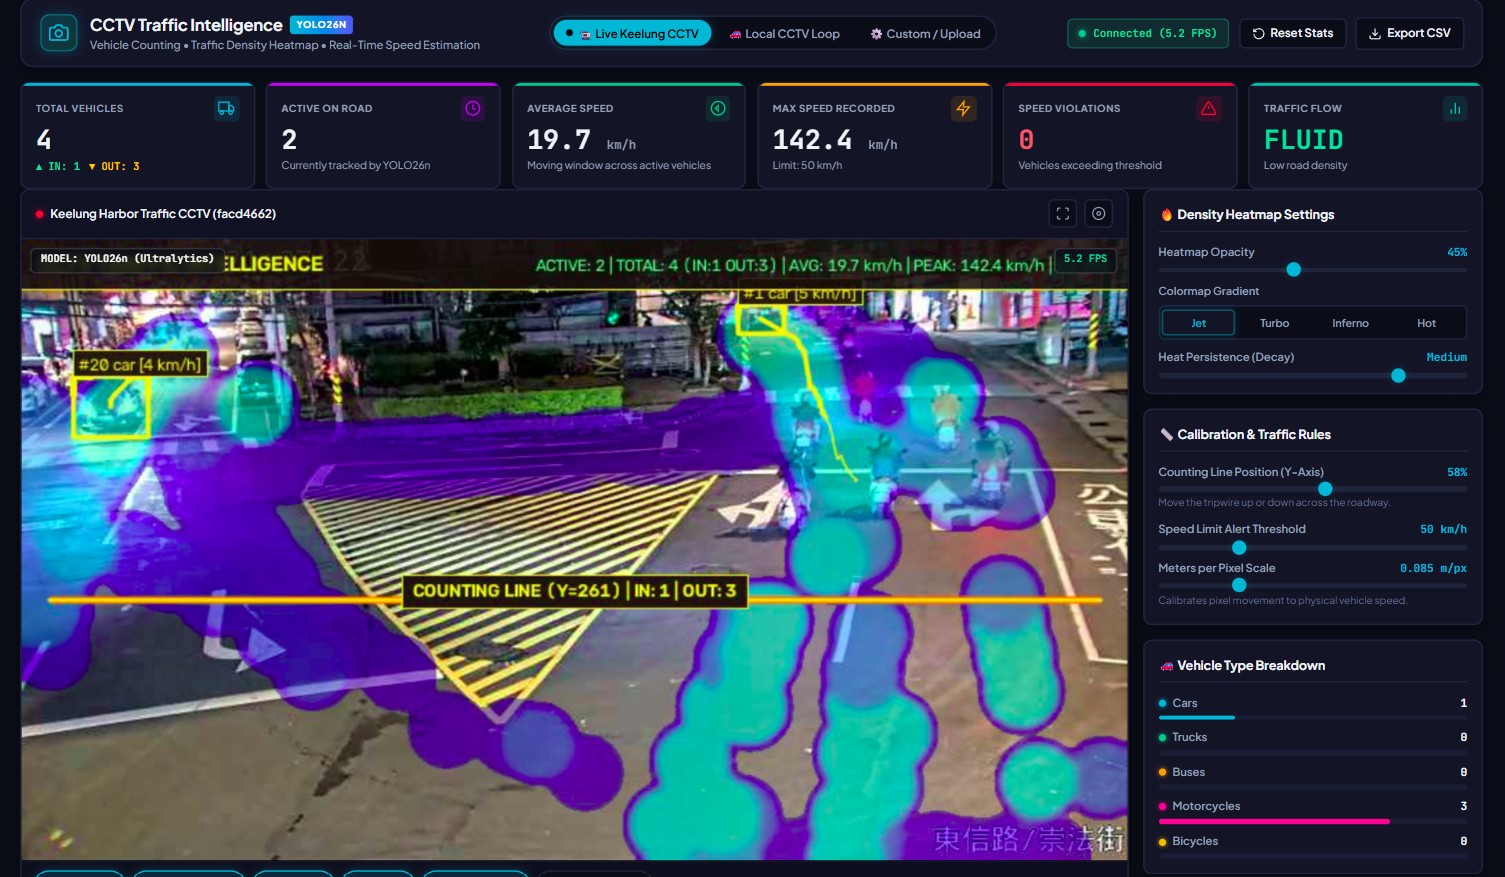 CCTV Traffic Intelligence YOLO26N
Vehicle Counting • Traffic Density Heatmap • Real-Time Speed Estimation
Live Keelung CCTV
Local CCTV Loop
Custom / Upload
Connected (5.2 FPS)
Reset Stats
Export CSV
TOTAL VEHICLES
4
▲ IN: 1 ▼ OUT: 3
ACTIVE ON ROAD
2
Currently tracked by YOLO26n
AVERAGE SPEED
19.7 km/h
Moving window across active vehicles
MAX SPEED RECORDED
142.4 km/h
Limit: 50 km/h
SPEED VIOLATIONS
0
Vehicles exceeding threshold
TRAFFIC FLOW
FLUID
Low road density
Keelung Harbor Traffic CCTV (facd4662)
MODEL: YOLO26n (Ultralytics)
ELLIGENCE
ACTIVE: 2 | TOTAL: 4 (IN:1 OUT:3) | AVG: 19.7 km/h | PEAK: 142.4 km/h |
5.2 FPS
#1 car [5 km/h]
#20 car [4 km/h]
COUNTING LINE (Y=261) | IN: 1 | OUT: 3
東信路/崇法街
Density Heatmap Settings
Heatmap Opacity 45%
Colormap Gradient
Jet Turbo Inferno Hot
Heat Persistence (Decay) Medium
Calibration & Traffic Rules
Counting Line Position (Y-Axis) 58%
Move the tripwire up or down across the roadway.
Speed Limit Alert Threshold 50 km/h
Meters per Pixel Scale 0.085 m/px
Calibrates pixel movement to physical vehicle speed.
Vehicle Type Breakdown
Cars 1
Trucks 0
Buses 0
Motorcycles 3
Bicycles 0